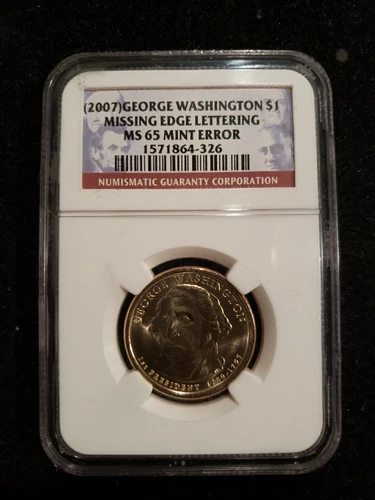 (2007)GEORGE WASHINGTON $1
MISSING EDGE LETTERING
MS 65 MINT ERROR
1571864-326
NUMISMATIC GUARANTY CORPORATION
GEORGE WASHINGTON
1st PRESIDENT 1789-1797